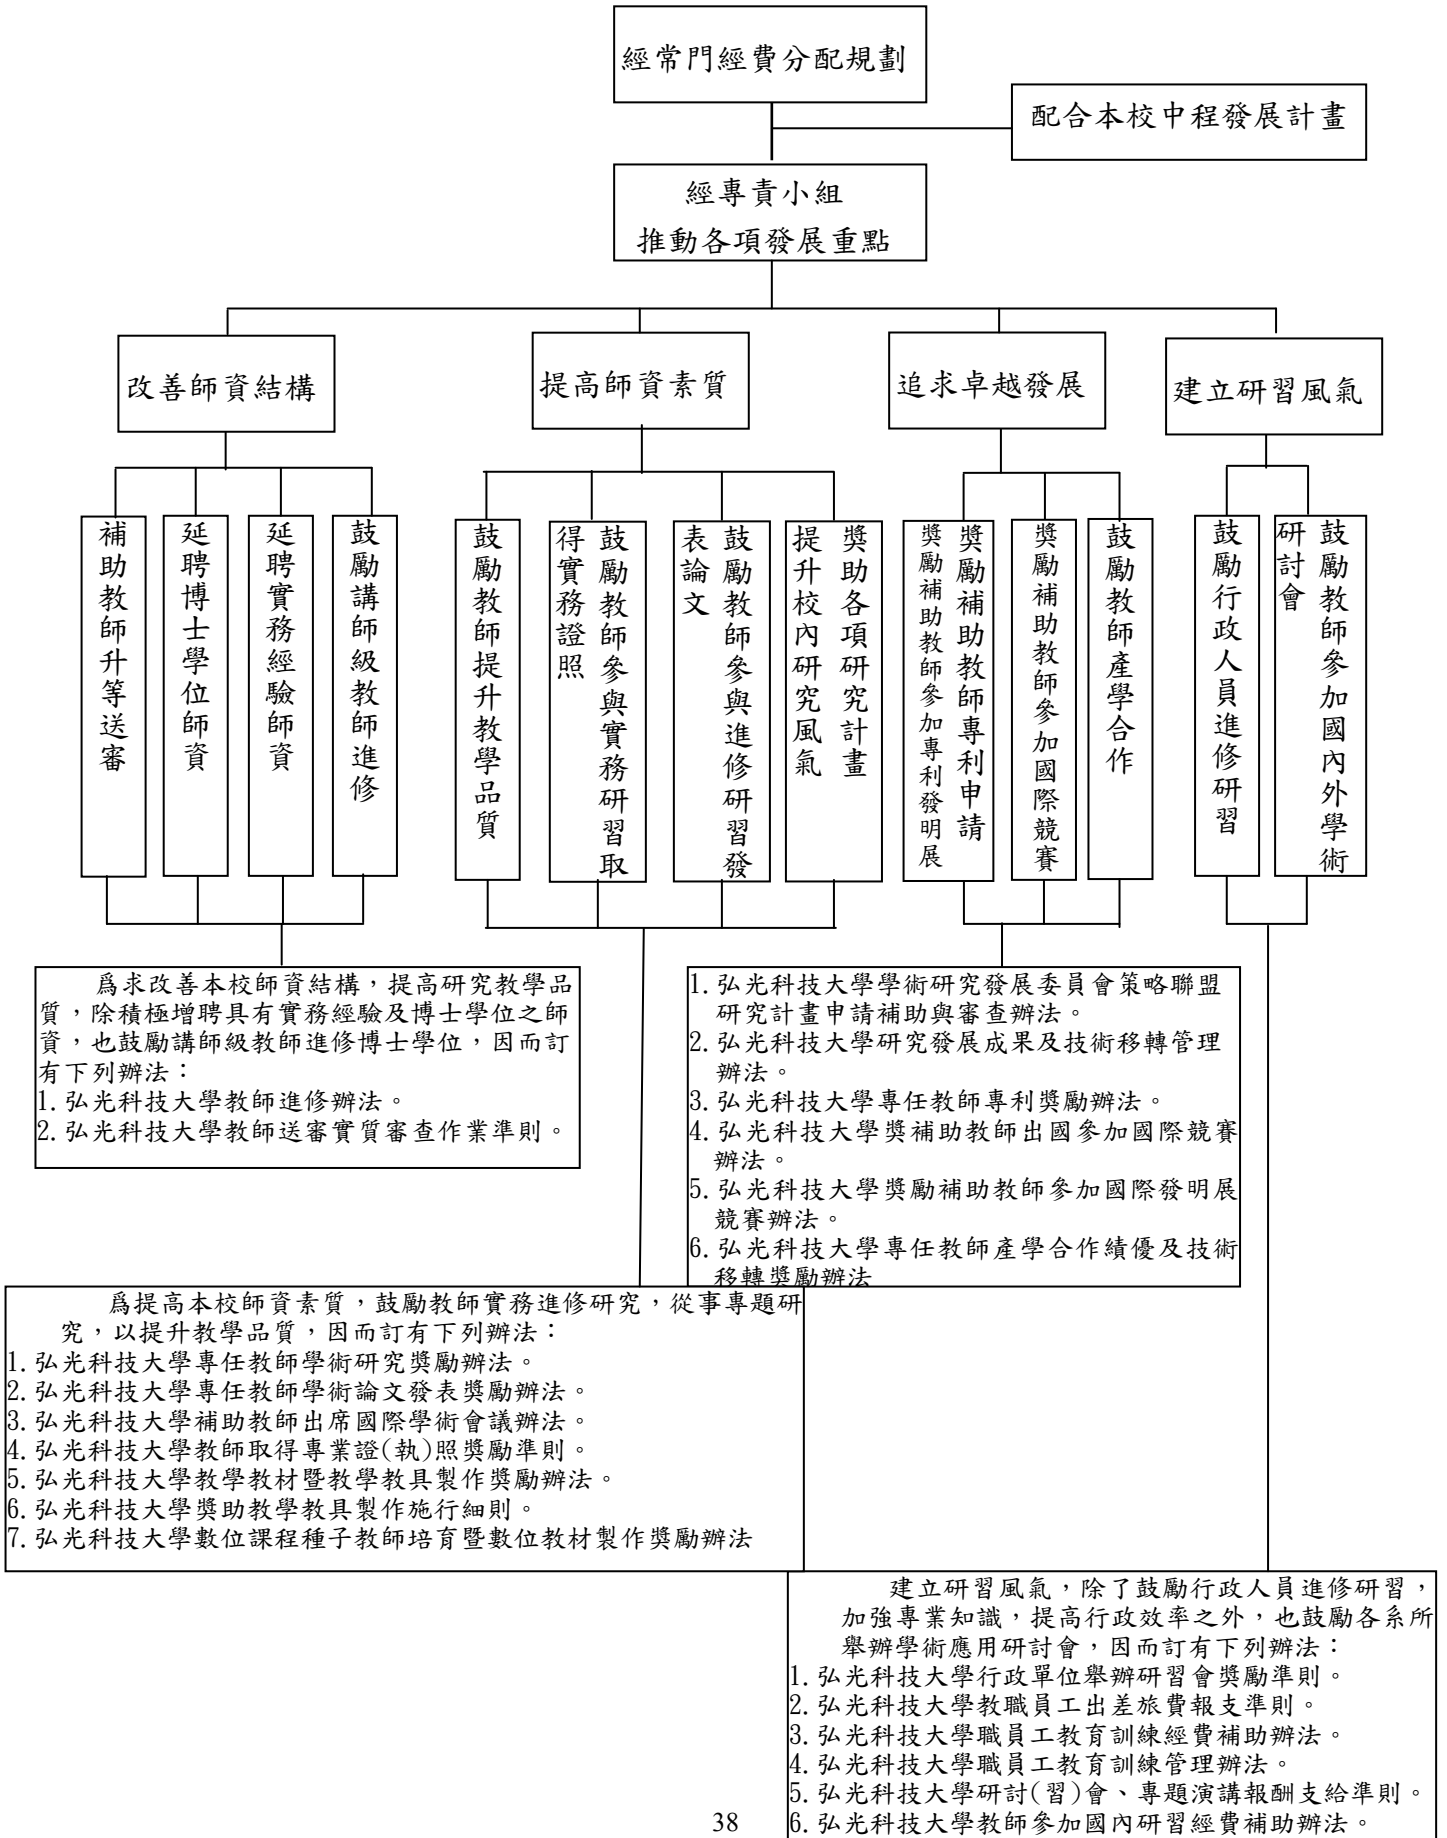 經常門經費分配規劃
配合本校中程發展計畫
經專責小組
推動各項發展重點
改善師資結構
提高師資素質
追求卓越發展
建立研習風氣
補助教師升等送審
延聘博士學位師資
延聘實務經驗師資
鼓勵講師級教師進修
鼓勵教師提升教學品質
鼓勵教師參與實務研習取
得實務證照
鼓勵教師參與進修研習發
表論文
獎助各項研究計畫
提升校內研究風氣
獎勵補助教師專利申請
獎勵補助教師參加專利發明展
獎勵補助教師參加國際競賽
鼓勵教師產學合作
鼓勵行政人員進修研習
鼓勵教師參加國內外學術
研討會
為求改善本校師資結構，提高研究教學品
質，除積極增聘具有實務經驗及博士學位之師
資，也鼓勵講師級教師進修博士學位，因而訂
有下列辦法：
1.弘光科技大學教師進修辦法。
2.弘光科技大學教師送審實質審查作業準則。
1.弘光科技大學學術研究發展委員會策略聯盟
研究計畫申請補助與審查辦法。
2.弘光科技大學研究發展成果及技術移轉管理
辦法。
3.弘光科技大學專任教師專利獎勵辦法。
4.弘光科技大學獎補助教師出國參加國際競賽
辦法。
5.弘光科技大學獎勵補助教師參加國際發明展
競賽辦法。
6.弘光科技大學專任教師產學合作績優及技術
移轉獎勵辦法
為提高本校師資素質，鼓勵教師實務進修研究，從事專題研
究，以提升教學品質，因而訂有下列辦法：
1.弘光科技大學專任教師學術研究獎勵辦法。
2.弘光科技大學專任教師學術論文發表獎勵辦法。
3.弘光科技大學補助教師出席國際學術會議辦法。
4.弘光科技大學教師取得專業證(執)照獎勵準則。
5.弘光科技大學教學教材暨教學教具製作獎勵辦法。
6.弘光科技大學獎助教學教具製作施行細則。
7.弘光科技大學數位課程種子教師培育暨數位教材製作獎勵辦法
建立研習風氣，除了鼓勵行政人員進修研習，
加強專業知識，提高行政效率之外，也鼓勵各系所
舉辦學術應用研討會，因而訂有下列辦法：
1.弘光科技大學行政單位舉辦研習會獎勵準則。
2.弘光科技大學教職員工出差旅費報支準則。
3.弘光科技大學職員工教育訓練經費補助辦法。
4.弘光科技大學職員工教育訓練管理辦法。
5.弘光科技大學研討(習)會、專題演講報酬支給準則。
6.弘光科技大學教師參加國內研習經費補助辦法。
38